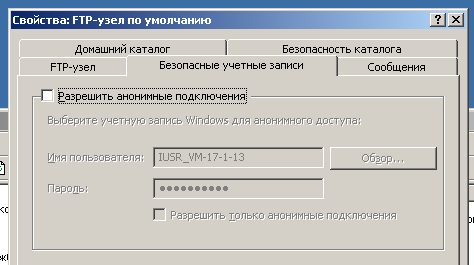 Свойства: FTP-узел по умолчанию
Домашний каталог
Безопасность каталога
FTP-узел
Безопасные учетные записи
Сообщения
Разрешить анонимные подключения
Выберите учетную запись Windows для анонимного доступа:
Имя пользователя:
IUSR_VM-17-1-13
Обзор...
Пароль:
●●●●●●●●●●
Разрешить только анонимные подключения